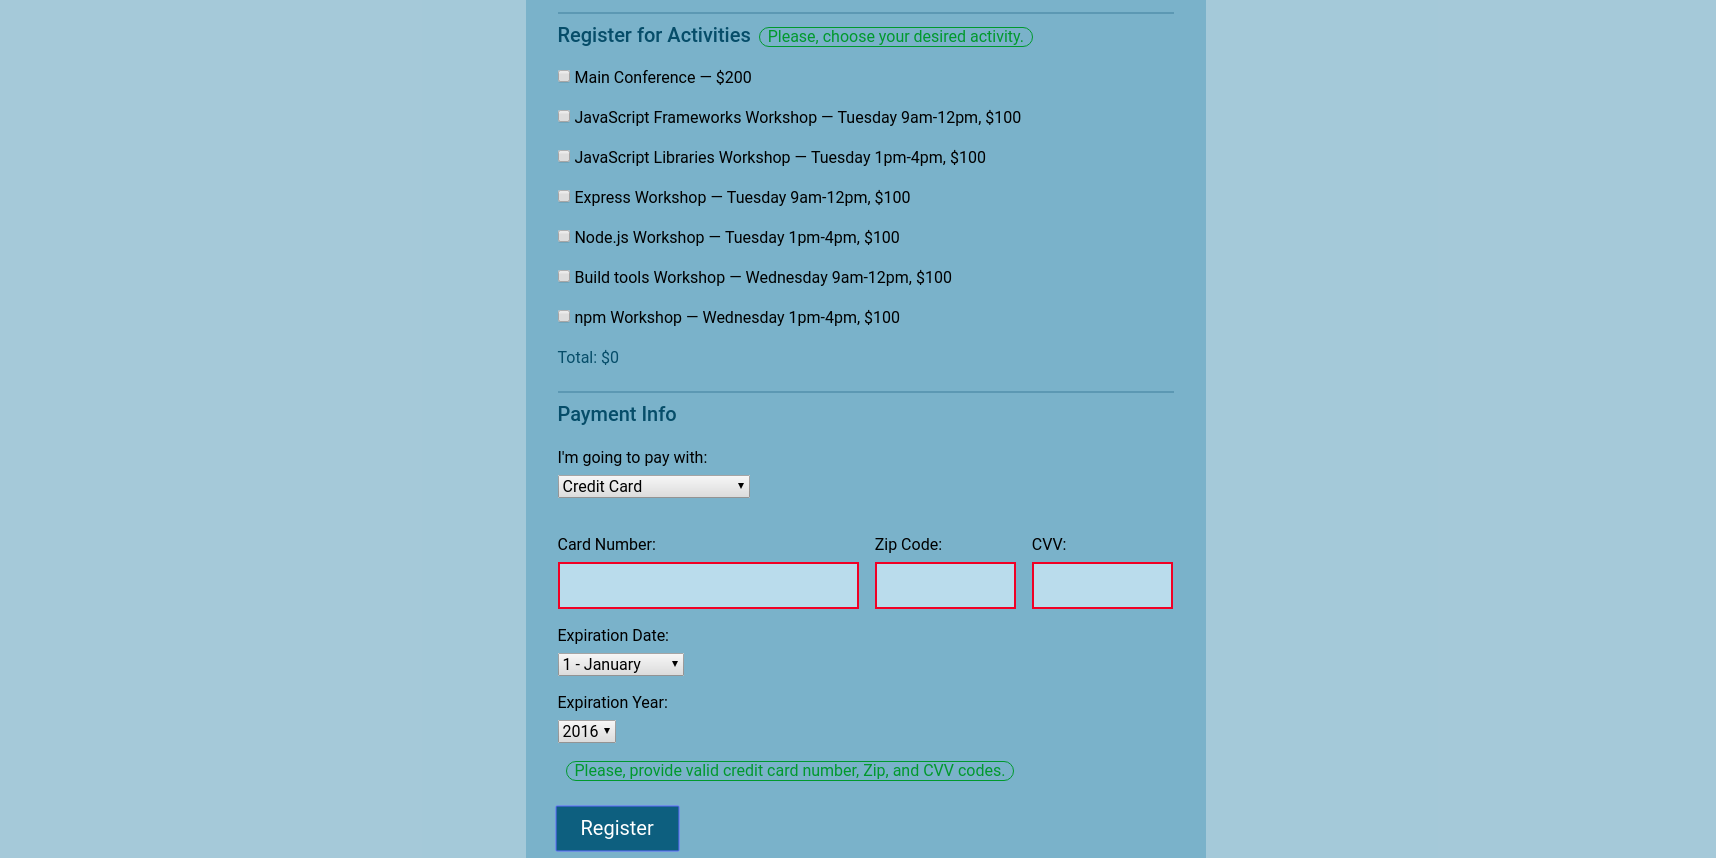 Register for Activities Please, choose your desired activity.
Main Conference — $200
JavaScript Frameworks Workshop — Tuesday 9am-12pm, $100
JavaScript Libraries Workshop — Tuesday 1pm-4pm, $100
Express Workshop — Tuesday 9am-12pm, $100
Node.js Workshop — Tuesday 1pm-4pm, $100
Build tools Workshop — Wednesday 9am-12pm, $100
npm Workshop — Wednesday 1pm-4pm, $100
Total: $0
Payment Info
I'm going to pay with:
Credit Card
Card Number: Zip Code: CVV:
Expiration Date:
1 - January
Expiration Year:
2016
Please, provide valid credit card number, Zip, and CVV codes.
Register